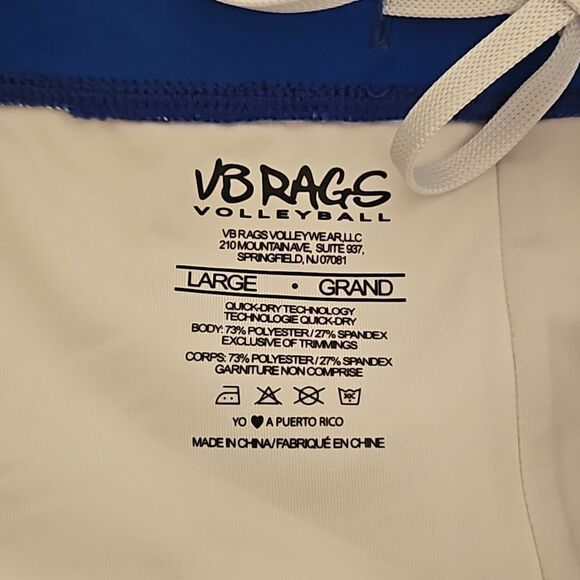 VB RAGS
VOLLEYBALL
VB RAGS VOLLEYWEAR,LLC
210 MOUNTAIN AVE, SUITE 937,
SPRINGFIELD, NJ 07081
LARGE • GRAND
QUICK-DRY TECHNOLOGY
TECHNOLOGIE QUICK-DRY
BODY: 73% POLYESTER / 27% SPANDEX
EXCLUSIVE OF TRIMMINGS
CORPS: 73% POLYESTER / 27% SPANDEX
GARNITURE NON COMPRISE
YO ♥ A PUERTO RICO
MADE IN CHINA/FABRIQUÉ EN CHINE